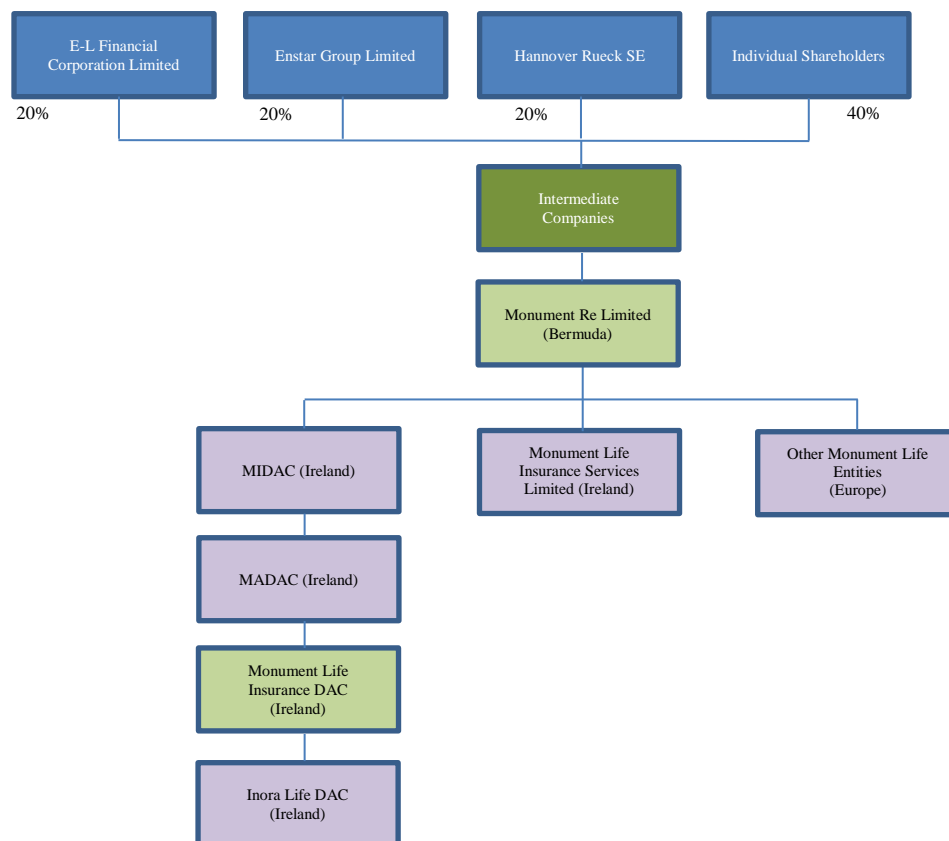 E-L Financial
Corporation Limited
Enstar Group Limited
Hannover Rueck SE
Individual Shareholders
20%
20%
20%
40%
Intermediate
Companies
Monument Re Limited
(Bermuda)
MIDAC (Ireland)
Monument Life
Insurance Services
Limited (Ireland)
Other Monument Life
Entities
(Europe)
MADAC (Ireland)
Monument Life
Insurance DAC
(Ireland)
Inora Life DAC
(Ireland)